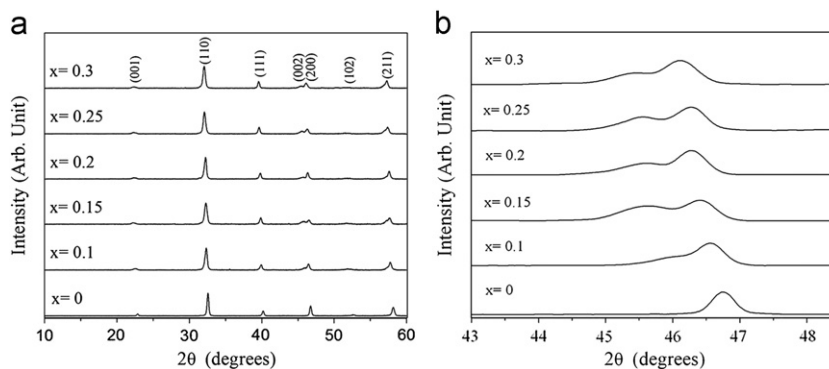 a
(001)
(110)
(111)
(002)
(200)
(102)
(211)
x= 0.3
x= 0.25
x= 0.2
x= 0.15
x= 0.1
x= 0
Intensity (Arb. Unit)
10 20 30 40 50 60
2θ (degrees)
b
x= 0.3
x= 0.25
x= 0.2
x= 0.15
x= 0.1
x= 0
Intensity (Arb. Unit)
43 44 45 46 47 48
2θ (degrees)